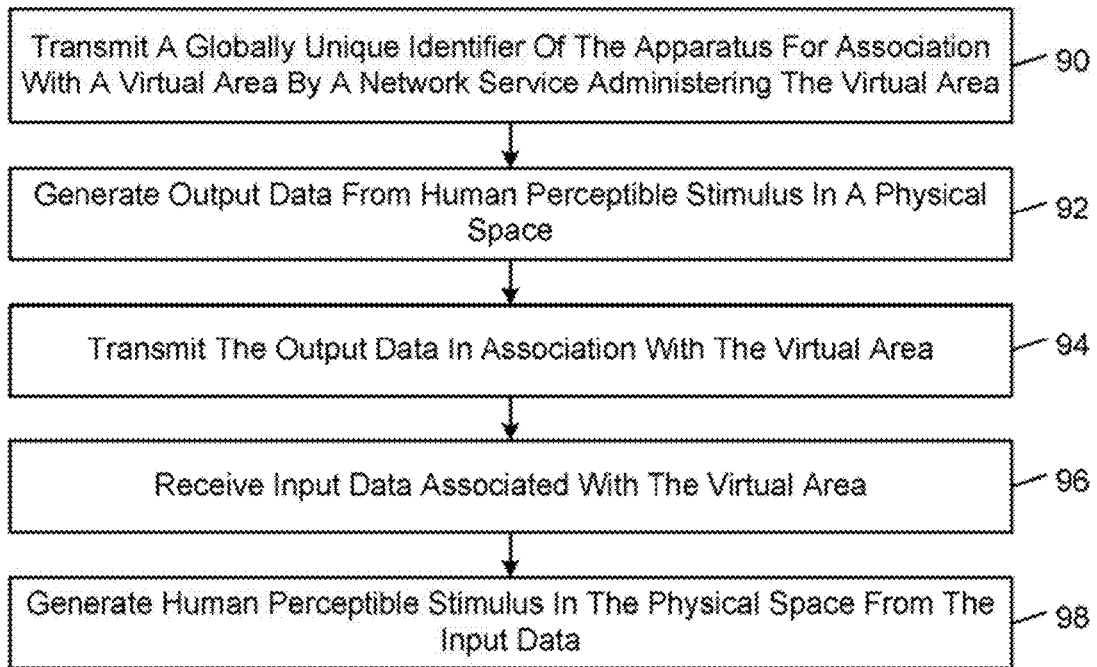 Transmit A Globally Unique Identifier Of The Apparatus For Association
With A Virtual Area By A Network Service Administering The Virtual Area
90
Generate Output Data From Human Perceptible Stimulus In A Physical
Space
92
Transmit The Output Data In Association With The Virtual Area
94
Receive Input Data Associated With The Virtual Area
96
Generate Human Perceptible Stimulus In The Physical Space From The
Input Data
98